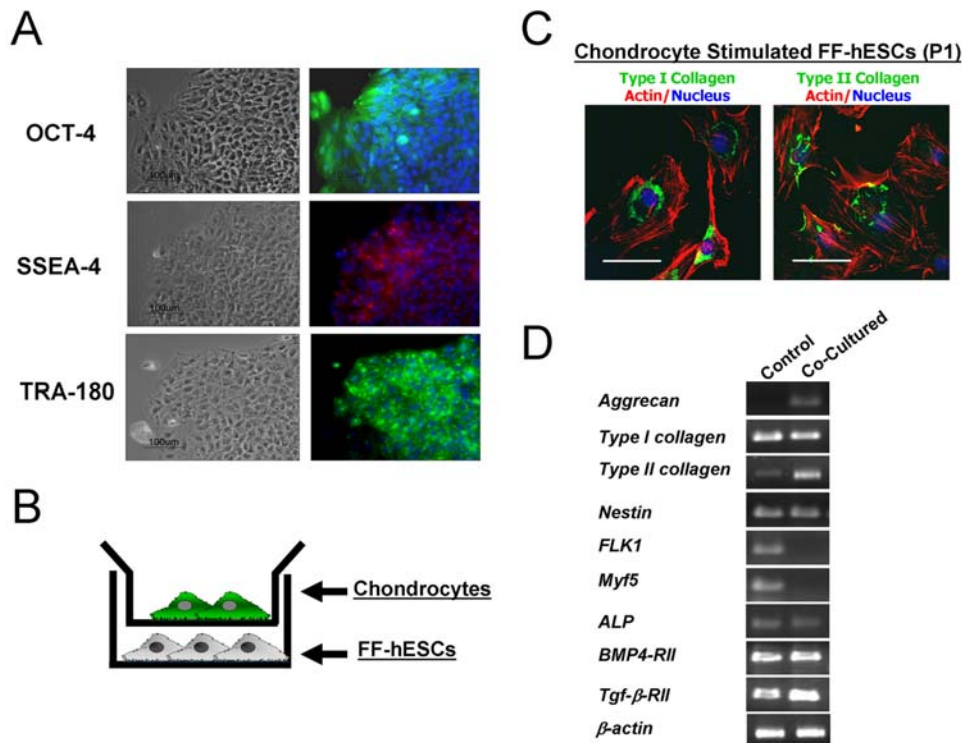 A
OCT-4
100um
SSEA-4
100um
TRA-180
100um
B
Chondrocytes
FF-hESCs
C
Chondrocyte Stimulated FF-hESCs (P1)
Type I Collagen
Actin/Nucleus
Type II Collagen
Actin/Nucleus
D
Control
Co-Cultured
Aggrecan
Type I collagen
Type II collagen
Nestin
FLK1
Myf5
ALP
BMP4-RII
Tgf-β-RII
β-actin